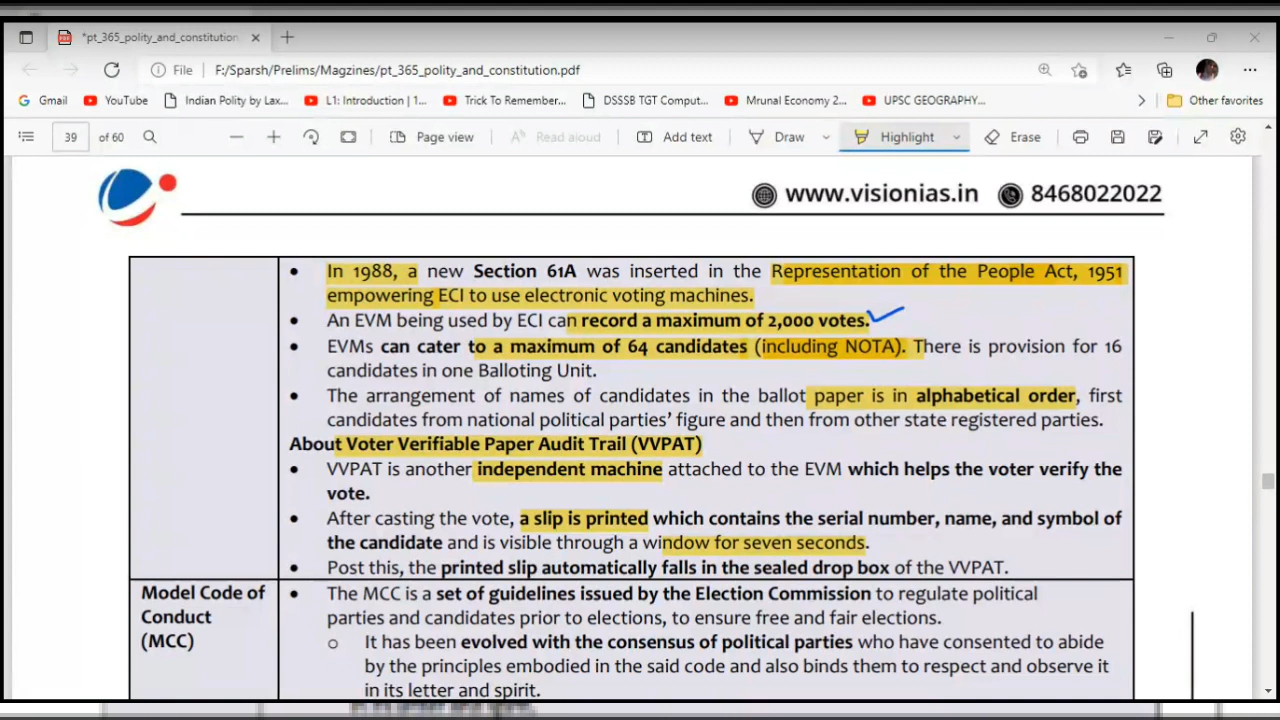 *pt_365_polity_and_constitution.
File F:/Sparsh/Prelims/Magzines/pt_365_polity_and_constitution.pdf
Gmail YouTube Indian Polity by Lax... L1: Introduction | 1... Trick To Remember... DSSSB TGT Comput... Mrunal Economy 2... UPSC GEOGRAPHY... Other favorites
39 of 60 Page view Read aloud Add text Draw Highlight Erase
www.visionias.in 8468022022
• In 1988, a new Section 61A was inserted in the Representation of the People Act, 1951
empowering ECI to use electronic voting machines.
• An EVM being used by ECI can record a maximum of 2,000 votes.
• EVMs can cater to a maximum of 64 candidates (including NOTA). There is provision for 16
candidates in one Balloting Unit.
• The arrangement of names of candidates in the ballot paper is in alphabetical order, first
candidates from national political parties' figure and then from other state registered parties.
About Voter Verifiable Paper Audit Trail (VVPAT)
• VVPAT is another independent machine attached to the EVM which helps the voter verify the
vote.
• After casting the vote, a slip is printed which contains the serial number, name, and symbol of
the candidate and is visible through a window for seven seconds.
• Post this, the printed slip automatically falls in the sealed drop box of the VVPAT.
Model Code of
Conduct
(MCC)
• The MCC is a set of guidelines issued by the Election Commission to regulate political
parties and candidates prior to elections, to ensure free and fair elections.
o It has been evolved with the consensus of political parties who have consented to abide
by the principles embodied in the said code and also binds them to respect and observe it
in its letter and spirit.